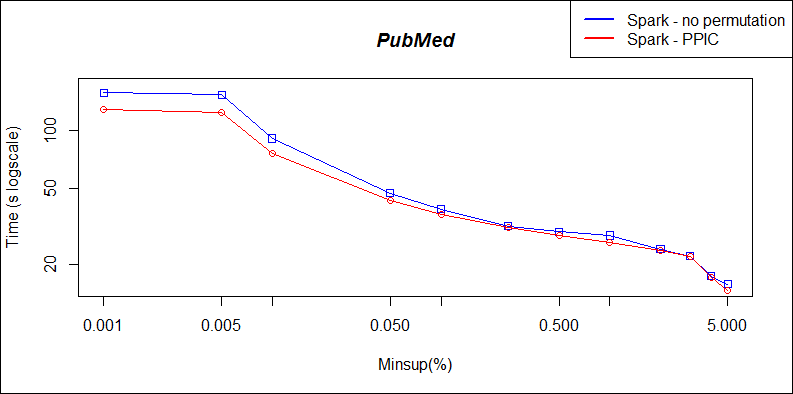 PubMed
Spark - no permutation
Spark - PPIC
Time (s logscale)
100
50
20
0.001 0.005 0.050 0.500 5.000
Minsup(%)